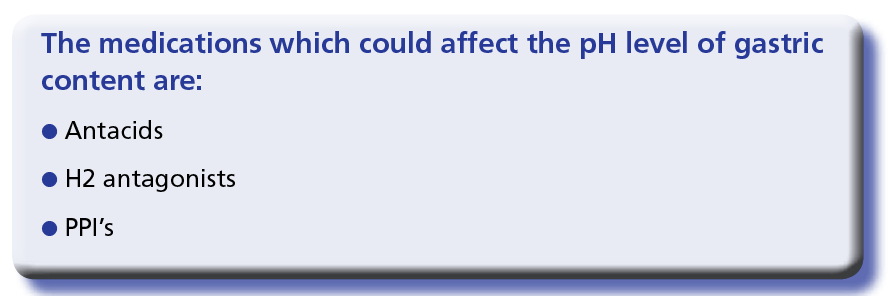 The medications which could affect the pH level of gastric
content are:
● Antacids
● H2 antagonists
● PPI’s